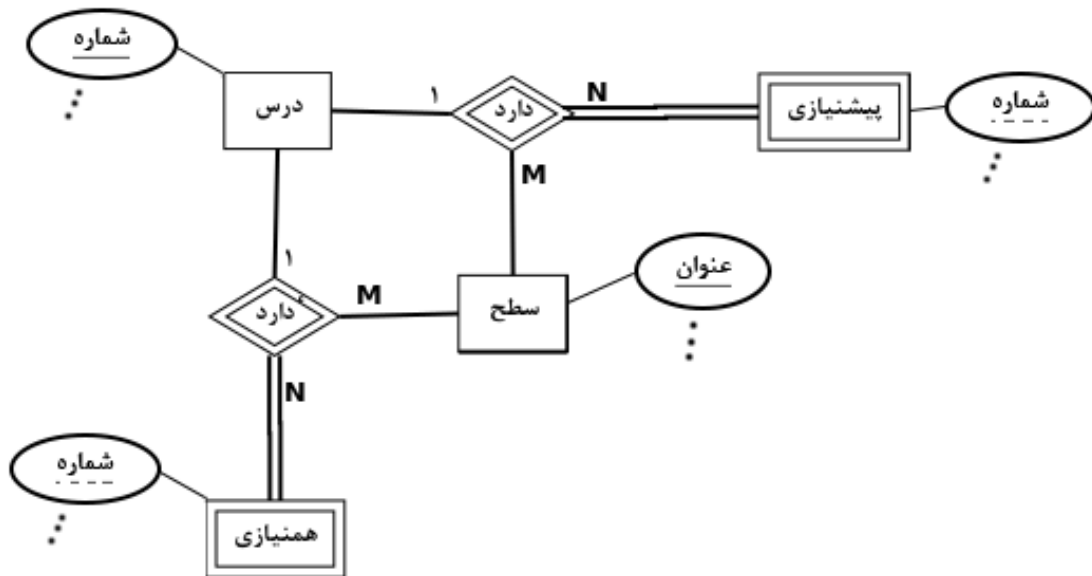 شماره
درس
۱
دارد
N
پیشنیازی
شماره
M
۱
دارد
M
سطح
عنوان
N
شماره
همنیازی